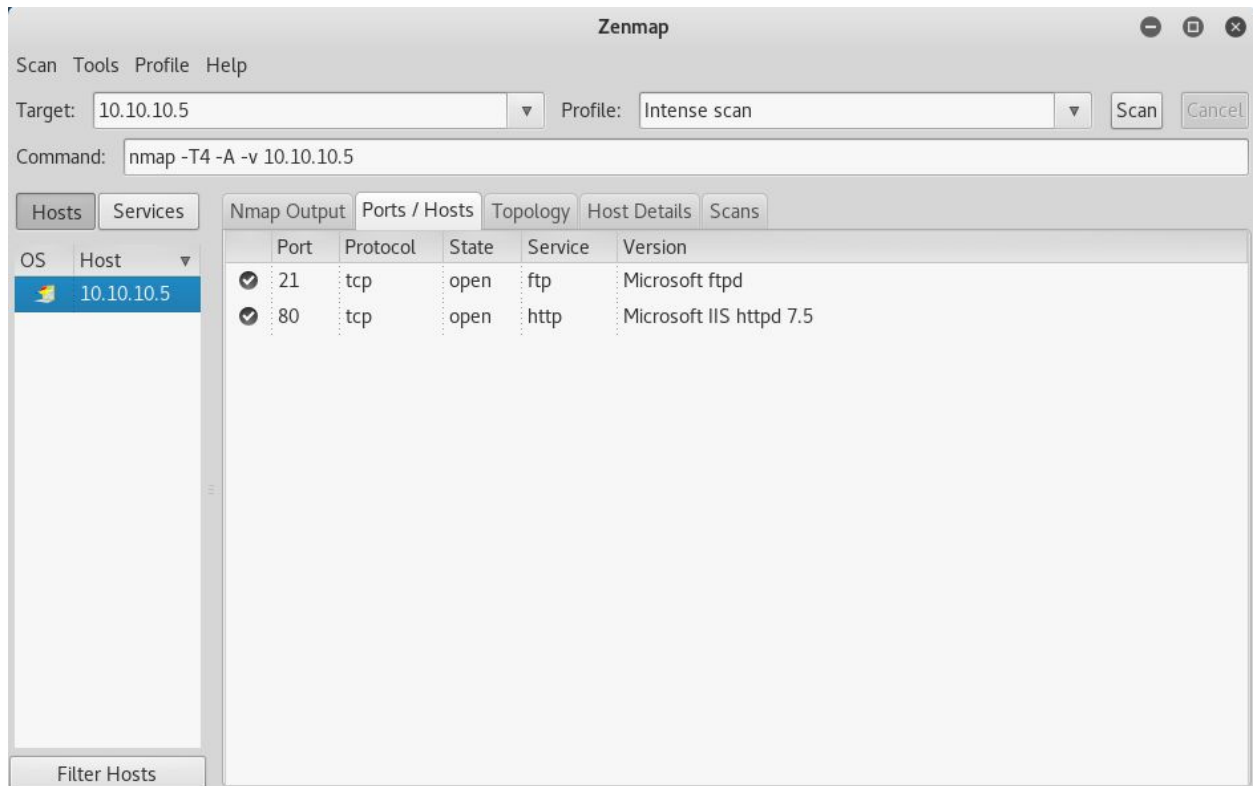 Zenmap
Scan Tools Profile Help
Target: 10.10.10.5 Profile: Intense scan Scan Cancel
Command: nmap -T4 -A -v 10.10.10.5
Hosts Services Nmap Output Ports / Hosts Topology Host Details Scans
OS Host Port Protocol State Service Version
10.10.10.5 21 tcp open ftp Microsoft ftpd
80 tcp open http Microsoft IIS httpd 7.5
Filter Hosts